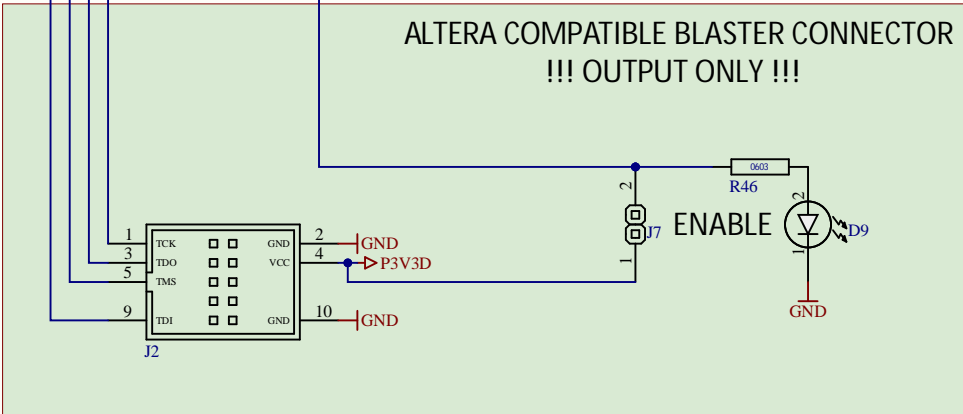 ALTERA COMPATIBLE BLASTER CONNECTOR
!!! OUTPUT ONLY !!!
0603
R46
2
2
J7
ENABLE
D9
1
1
GND
1
TCK
GND
2
GND
3
TDO
VCC
4
P3V3D
5
TMS
9
TDI
GND
10
GND
J2